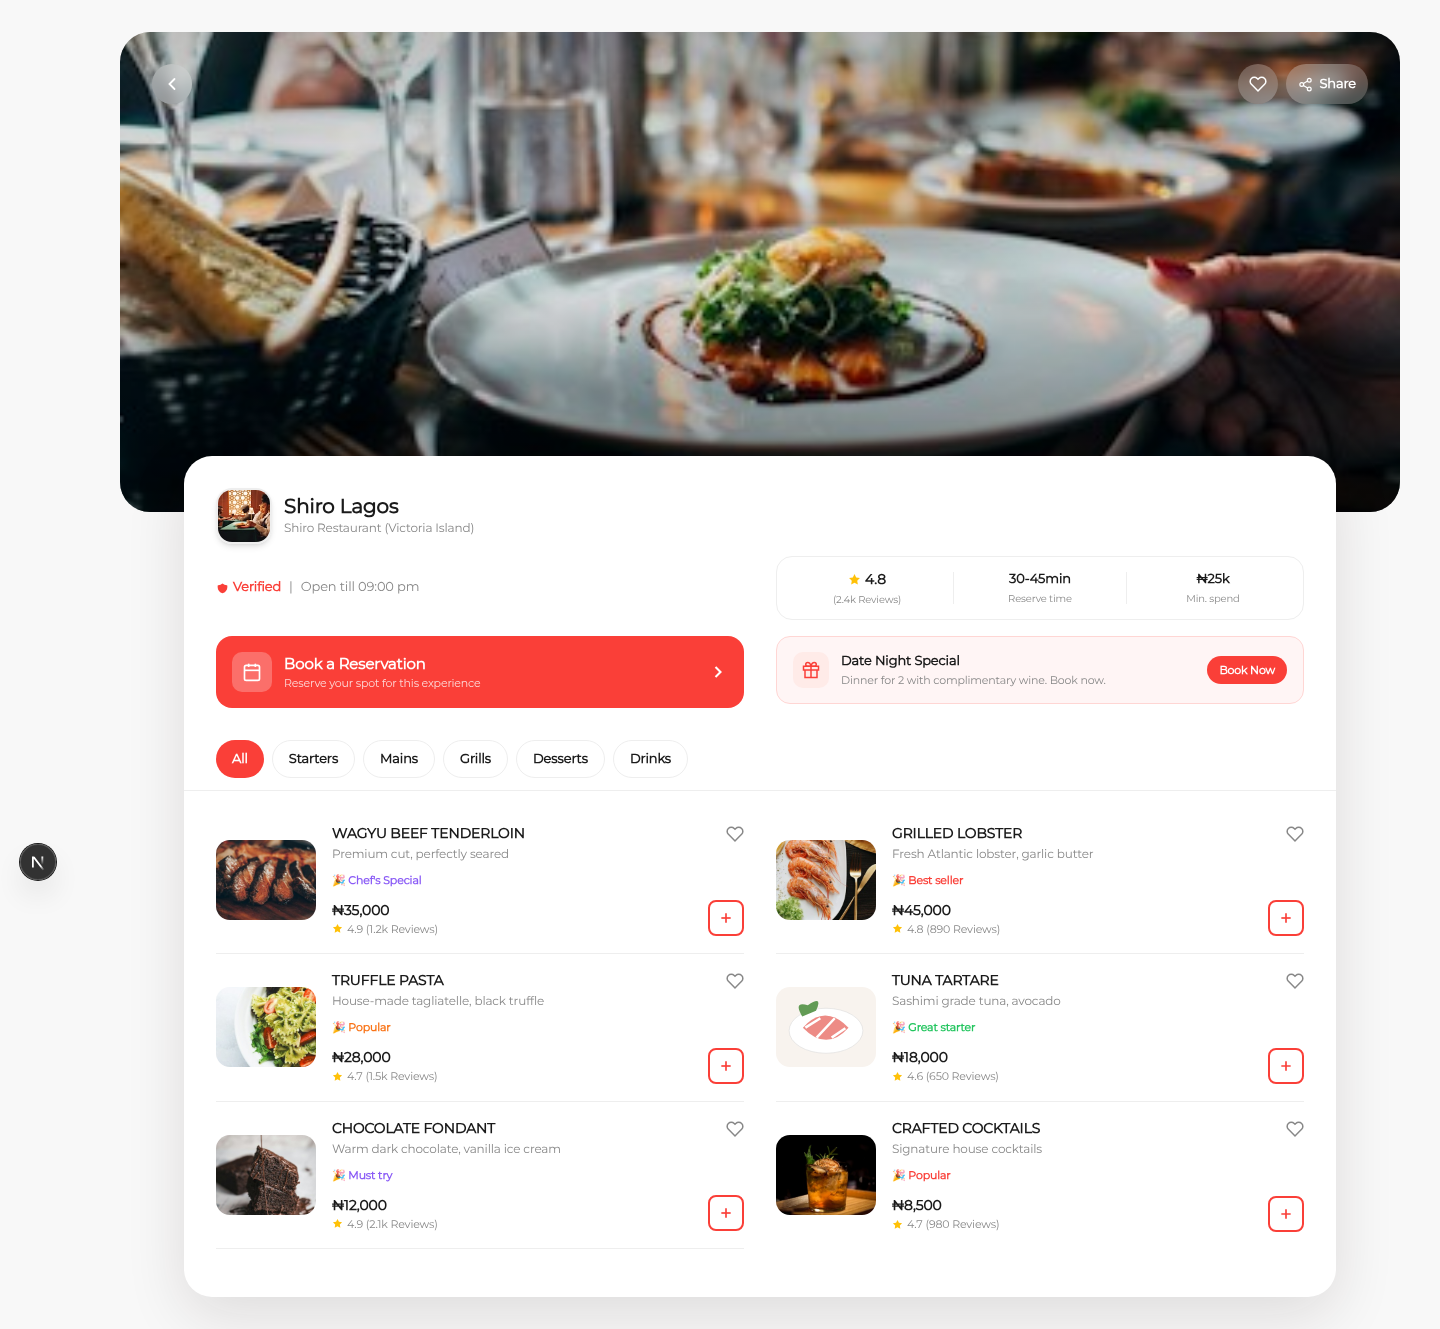 Share
Shiro Lagos
Shiro Restaurant (Victoria Island)
Verified | Open till 09:00 pm
4.8
(2.4k Reviews)
30-45min
Reserve time
₦25k
Min. spend
Book a Reservation
Reserve your spot for this experience
Date Night Special
Dinner for 2 with complimentary wine. Book now.
Book Now
All
Starters
Mains
Grills
Desserts
Drinks
WAGYU BEEF TENDERLOIN
Premium cut, perfectly seared
🎉 Chef's Special
₦35,000
4.9 (1.2k Reviews)
GRILLED LOBSTER
Fresh Atlantic lobster, garlic butter
🎉 Best seller
₦45,000
4.8 (890 Reviews)
N
TRUFFLE PASTA
House-made tagliatelle, black truffle
🎉 Popular
₦28,000
4.7 (1.5k Reviews)
TUNA TARTARE
Sashimi grade tuna, avocado
🎉 Great starter
₦18,000
4.6 (650 Reviews)
CHOCOLATE FONDANT
Warm dark chocolate, vanilla ice cream
🎉 Must try
₦12,000
4.9 (2.1k Reviews)
CRAFTED COCKTAILS
Signature house cocktails
🎉 Popular
₦8,500
4.7 (980 Reviews)